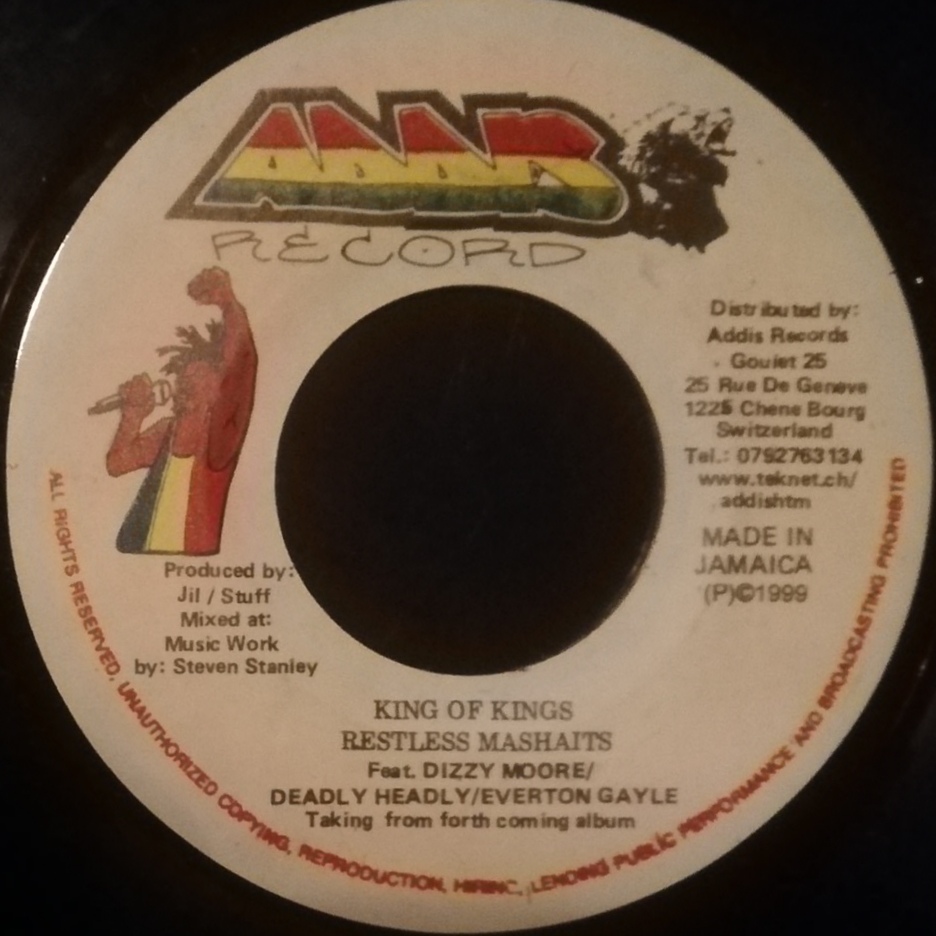 ADDIS
RECORD
Distributed by:
Addis Records
Goulet 25
25 Rue De Geneve
1225 Chene Bourg
Switzerland
Tel.: 0792763134
www.teknet.ch/
addishtm
MADE IN
JAMAICA
(P)©1999
Produced by:
Jil / Stuff
Mixed at:
Music Work
by: Steven Stanley
KING OF KINGS
RESTLESS MASHAITS
Feat. DIZZY MOORE/
DEADLY HEADLY/EVERTON GAYLE
Taking from forth coming album
ALL RIGHTS RESERVED, UNAUTHORIZED COPYING, REPRODUCTION, HIRING, LENDING PUBLIC PERFORMANCE AND BROADCASTING PROHIBITED